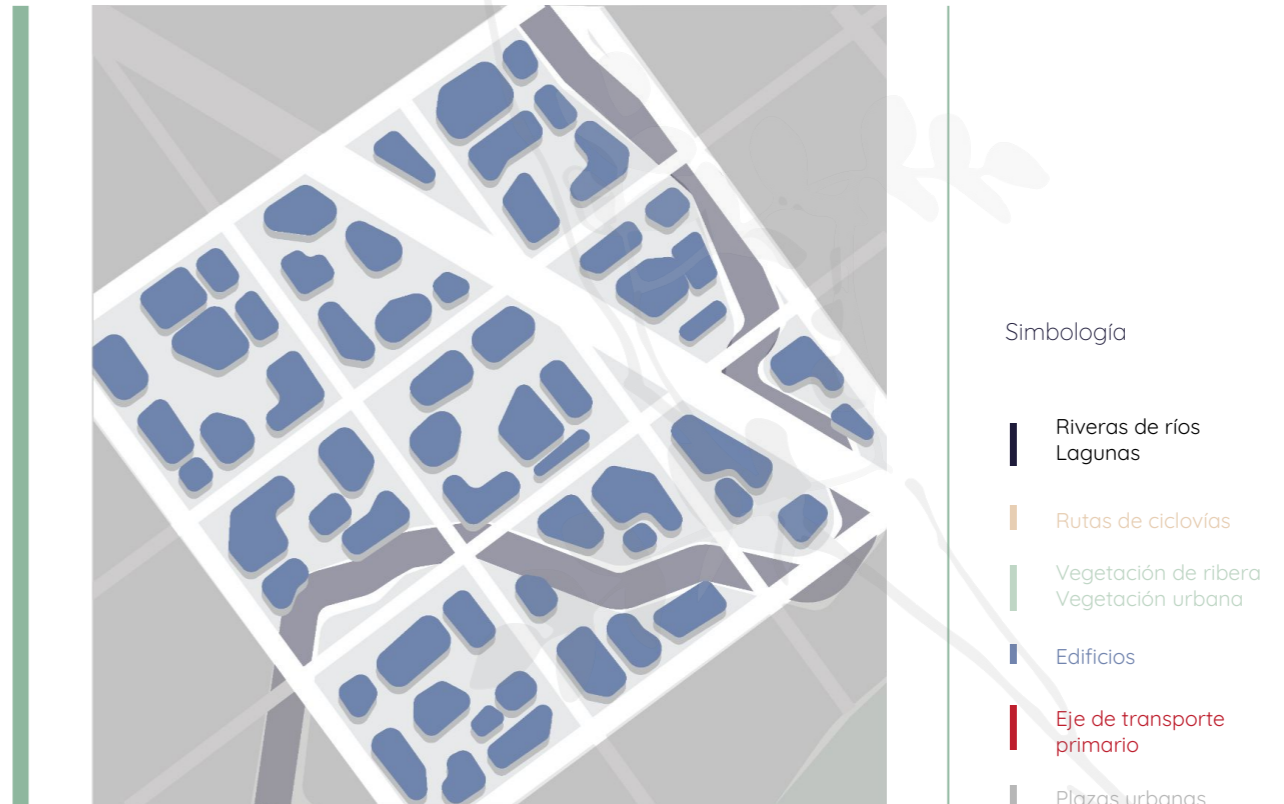 Simbología
Riveras de ríos
Lagunas
Rutas de ciclovías
Vegetación de ribera
Vegetación urbana
Edificios
Eje de transporte
primario
Plazas urbanas